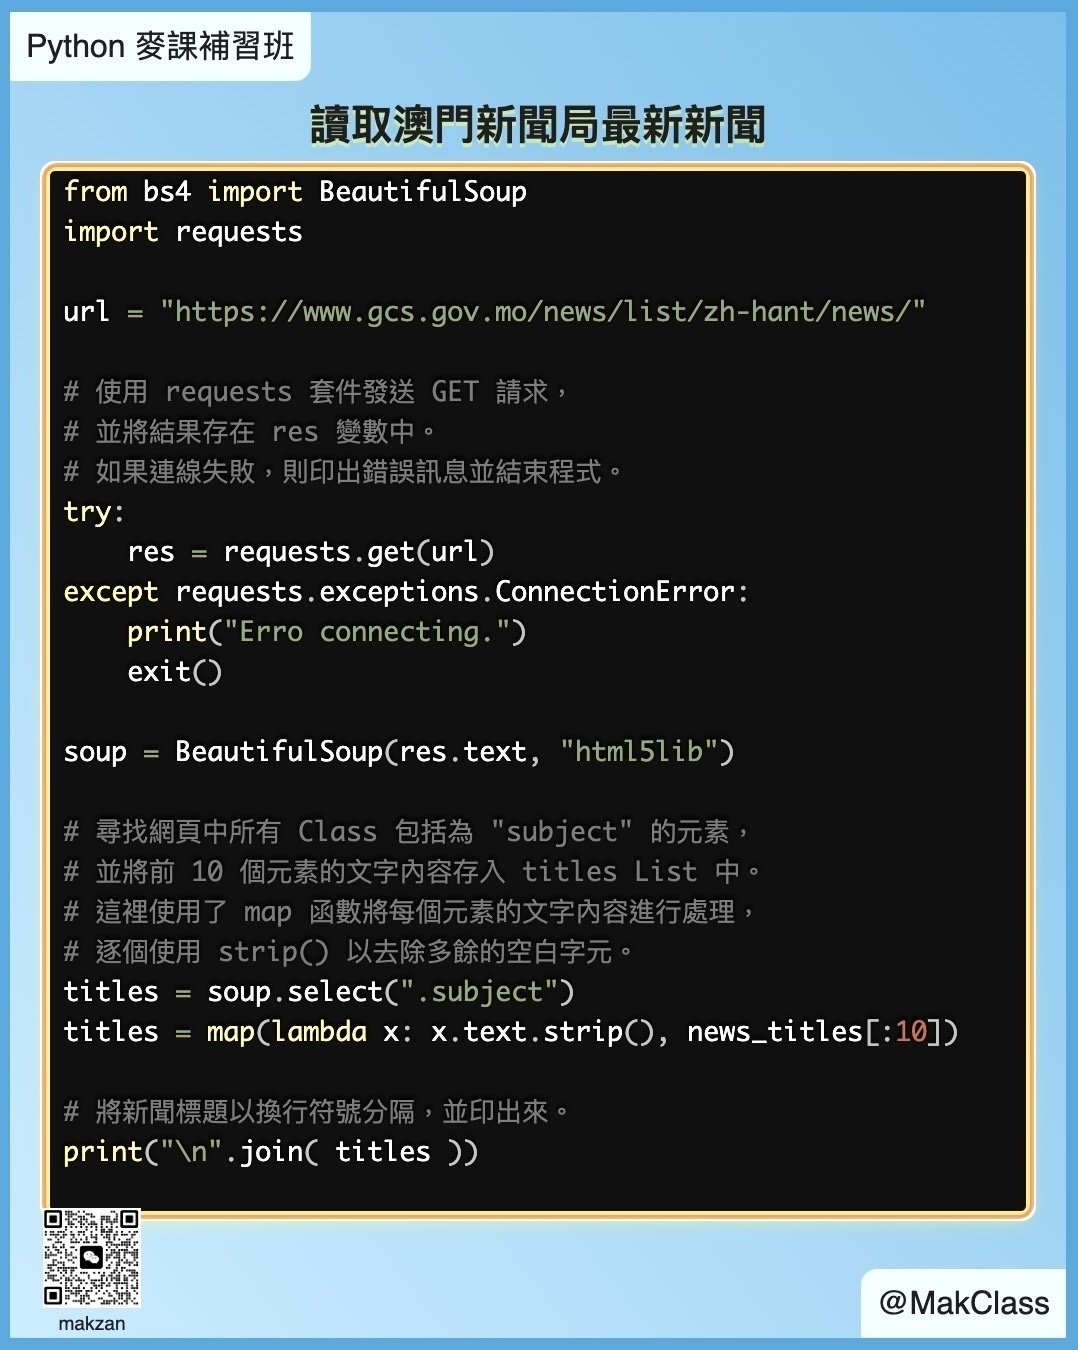 Python 麥課補習班
讀取澳門新聞局最新新聞
from bs4 import BeautifulSoup
import requests
url = "https://www.gcs.gov.mo/news/list/zh-hant/news/"
# 使用 requests 套件發送 GET 請求，
# 並將結果存在 res 變數中。
# 如果連線失敗，則印出錯誤訊息並結束程式。
try:
    res = requests.get(url)
except requests.exceptions.ConnectionError:
    print("Erro connecting.")
    exit()
soup = BeautifulSoup(res.text, "html5lib")
# 尋找網頁中所有 Class 包括為 "subject" 的元素，
# 並將前 10 個元素的文字內容存入 titles List 中。
# 這裡使用了 map 函數將每個元素的文字內容進行處理，
# 逐個使用 strip() 以去除多餘的空白字元。
titles = soup.select(".subject")
titles = map(lambda x: x.text.strip(), news_titles[:10])
# 將新聞標題以換行符號分隔，並印出來。
print("\n".join( titles ))
makzan
@MakClass